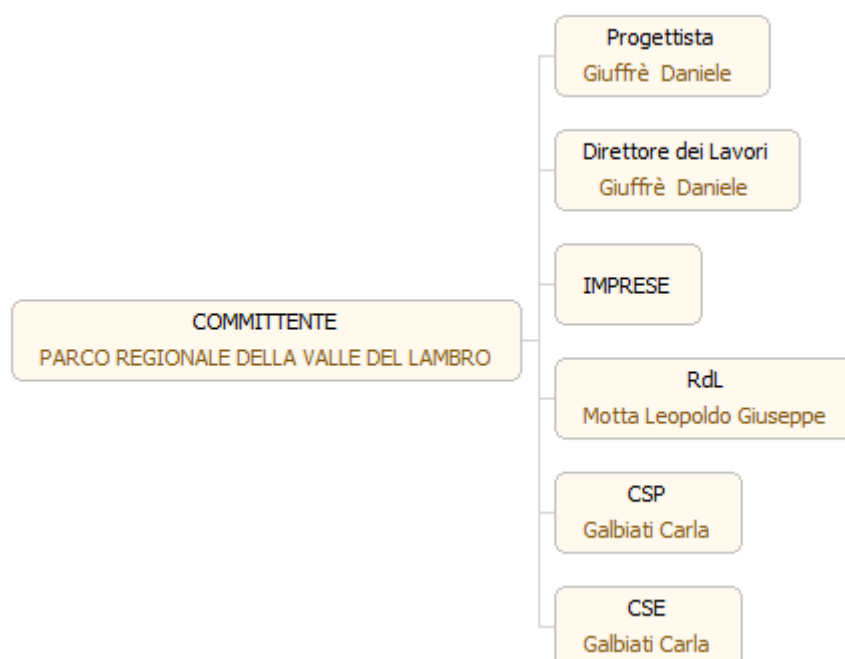 Progettista
Giuffrè Daniele
Direttore dei Lavori
Giuffrè Daniele
IMPRESE
COMMITTENTE
PARCO REGIONALE DELLA VALLE DEL LAMBRO
RdL
Motta Leopoldo Giuseppe
CSP
Galbiati Carla
CSE
Galbiati Carla